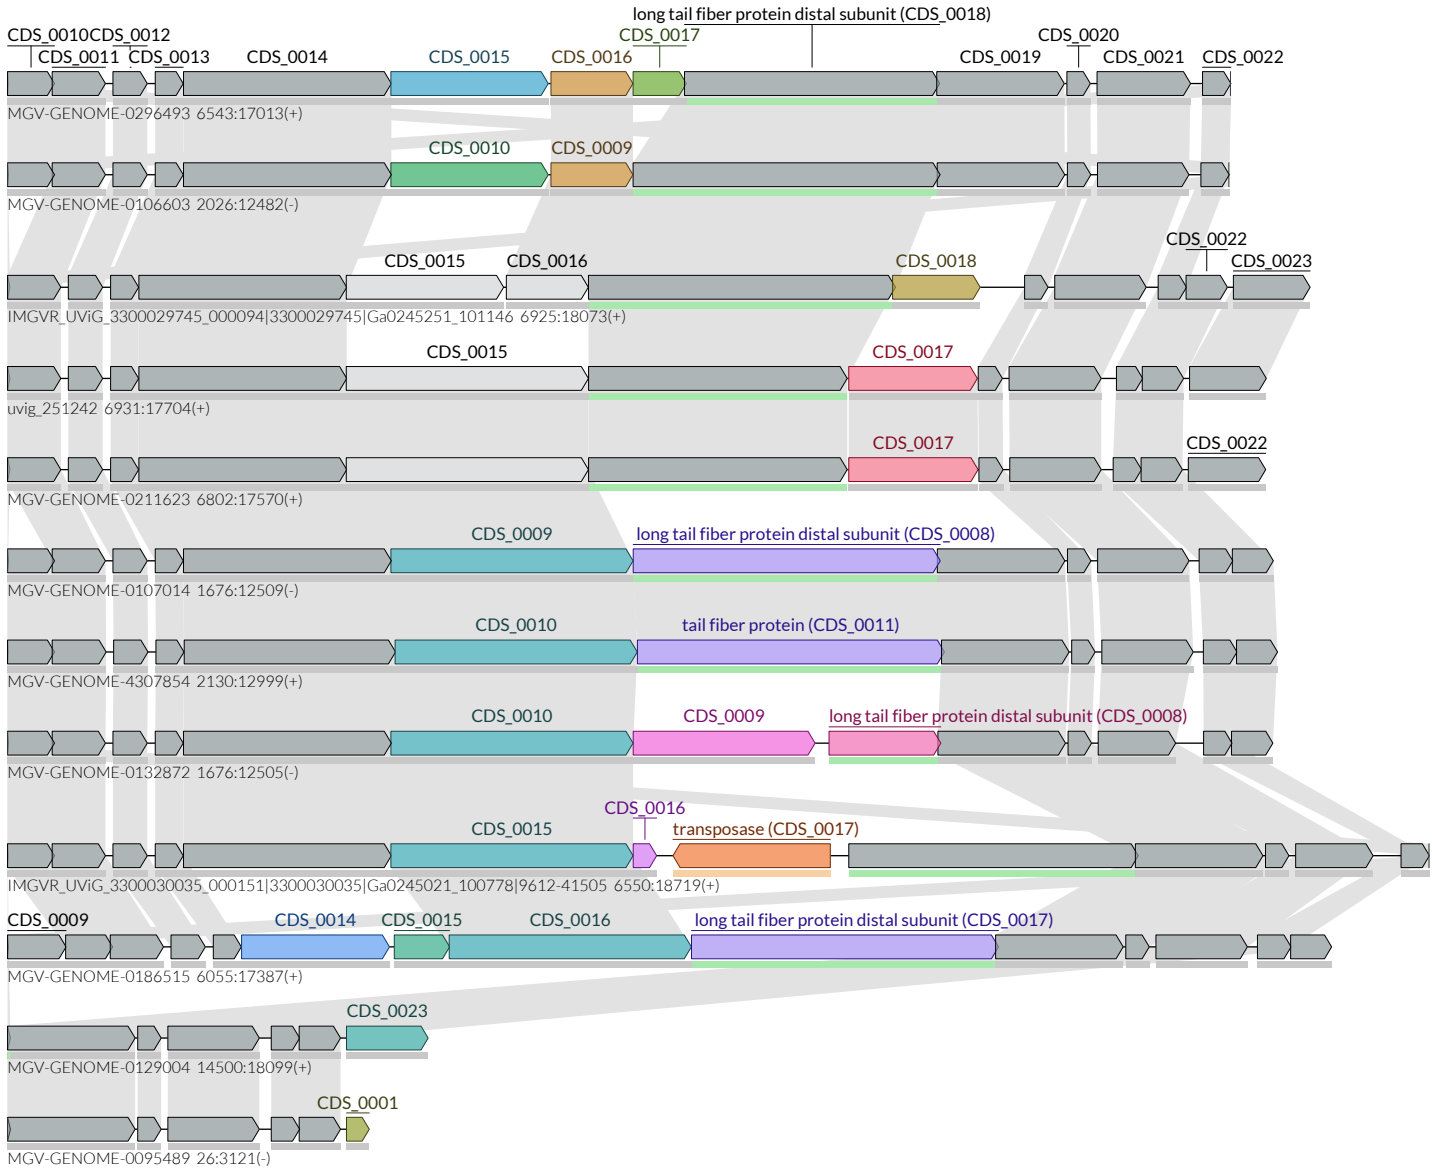 long tail fiber protein distal subunit (CDS_0018)
CDS_0010 CDS_0012 CDS_0017 CDS_0020
CDS_0011 CDS_0013 CDS_0014 CDS_0015 CDS_0016 CDS_0019 CDS_0021 CDS_0022
MGV-GENOME-0296493 6543:17013(+)
CDS_0010 CDS_0009
MGV-GENOME-0106603 2026:12482(-)
CDS_0022
CDS_0015 CDS_0016 CDS_0018 CDS_0023
IMGVR_UViG_3300029745_000094|3300029745|Ga0245251_101146 6925:18073(+)
CDS_0015 CDS_0017
uvig_251242 6931:17704(+)
CDS_0017 CDS_0022
MGV-GENOME-0211623 6802:17570(+)
CDS_0009 long tail fiber protein distal subunit (CDS_0008)
MGV-GENOME-0107014 1676:12509(-)
CDS_0010 tail fiber protein (CDS_0011)
MGV-GENOME-4307854 2130:12999(+)
CDS_0010 CDS_0009 long tail fiber protein distal subunit (CDS_0008)
MGV-GENOME-0132872 1676:12505(-)
CDS_0016
CDS_0015 transposase (CDS_0017)
IMGVR_UViG_3300030035_000151|3300030035|Ga0245021_100778|9612-41505 6550:18719(+)
CDS_0009 CDS_0014 CDS_0015 CDS_0016 long tail fiber protein distal subunit (CDS_0017)
MGV-GENOME-0186515 6055:17387(+)
CDS_0023
MGV-GENOME-0129004 14500:18099(+)
CDS_0001
MGV-GENOME-0095489 26:3121(-)